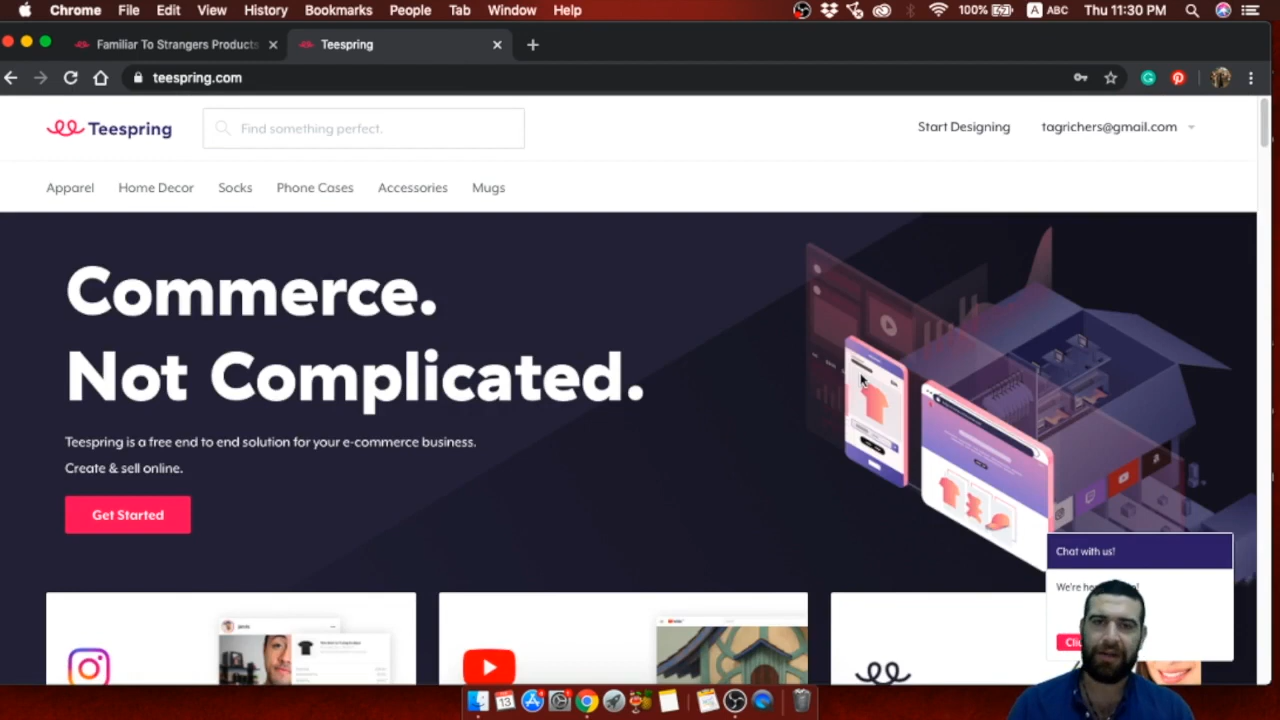 Chrome File Edit View History Bookmarks People Tab Window Help
100% A ABC Thu 11:30 PM
Familiar To Strangers Products
Teespring
teespring.com
Teespring
Find something perfect.
Start Designing
tagrichers@gmail.com
Apparel Home Decor Socks Phone Cases Accessories Mugs
Commerce.
Not Complicated.
Teespring is a free end to end solution for your e-commerce business.
Create & sell online.
Get Started
Chat with us!
We're
13